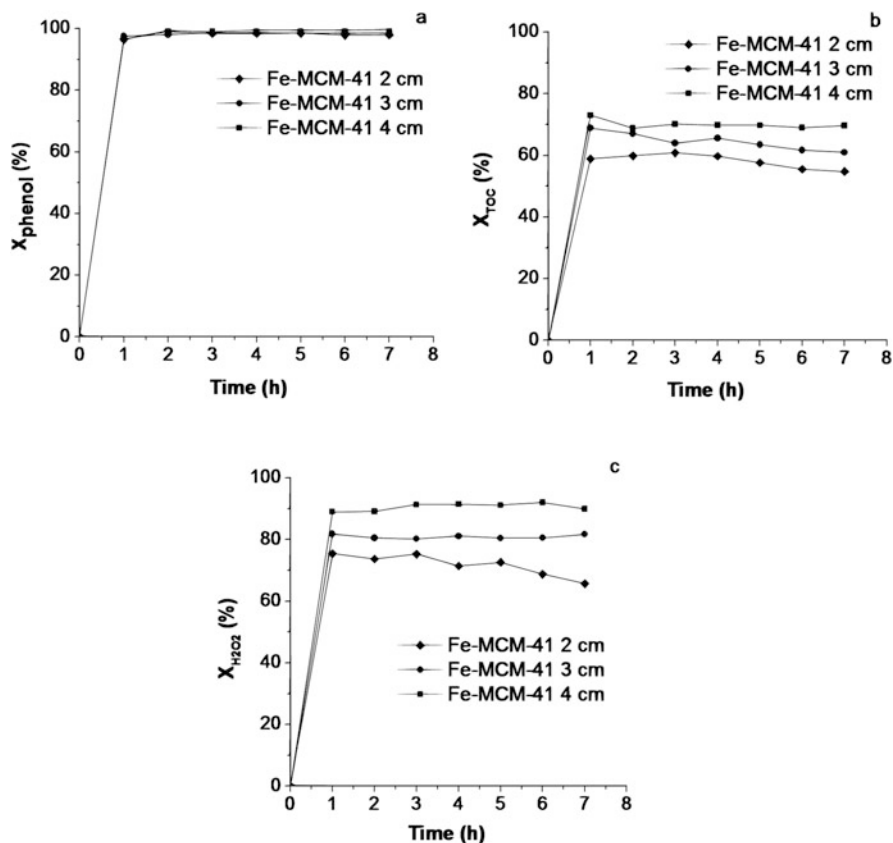 a
100
80
60
40
20
0
X phenol (%)
Fe-MCM-41 2 cm
Fe-MCM-41 3 cm
Fe-MCM-41 4 cm
0 1 2 3 4 5 6 7 8
Time (h)
b
100
80
60
40
20
0
X TOC (%)
Fe-MCM-41 2 cm
Fe-MCM-41 3 cm
Fe-MCM-41 4 cm
0 1 2 3 4 5 6 7 8
Time (h)
c
100
80
60
40
20
0
X H2O2 (%)
Fe-MCM-41 2 cm
Fe-MCM-41 3 cm
Fe-MCM-41 4 cm
0 1 2 3 4 5 6 7 8
Time (h)